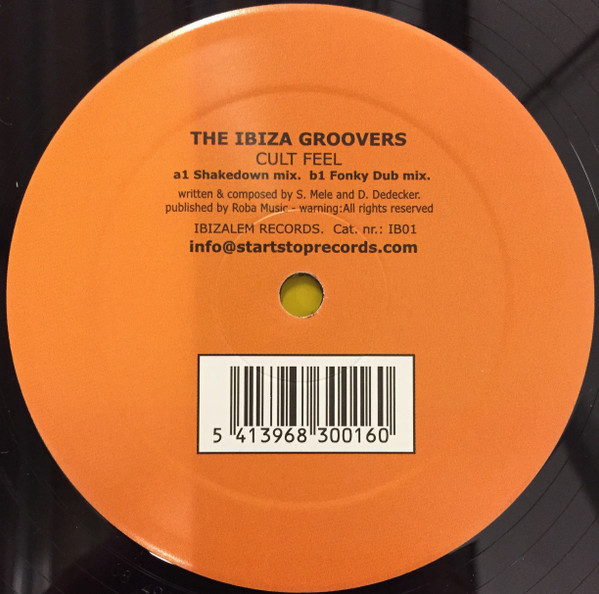 THE IBIZA GROOVERS
CULT FEEL
a1 Shakedown mix. b1 Fonky Dub mix.
written & composed by S. Mele and D. Dedecker.
published by Roba Music - warning:All rights reserved
IBIZALEM RECORDS. Cat. nr.: IB01
info@startstoprecords.com
5 413968 300160